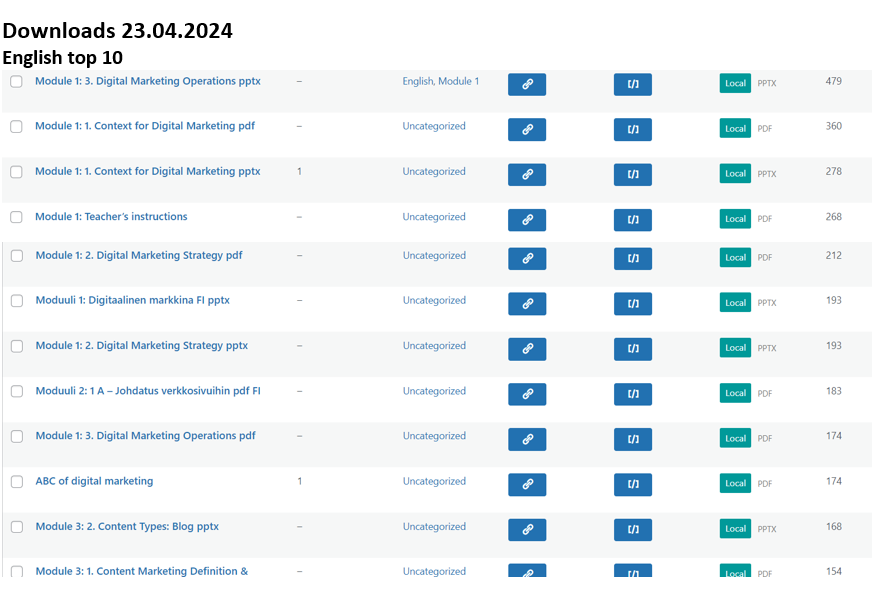 Downloads 23.04.2024
English top 10
Module 1: 3. Digital Marketing Operations pptx – English, Module 1 [/] Local PPTX 479
Module 1: 1. Context for Digital Marketing pdf – Uncategorized [/] Local PDF 360
Module 1: 1. Context for Digital Marketing pptx 1 Uncategorized [/] Local PPTX 278
Module 1: Teacher’s instructions – Uncategorized [/] Local PDF 268
Module 1: 2. Digital Marketing Strategy pdf – Uncategorized [/] Local PDF 212
Moduuli 1: Digitaalinen markkina FI pptx – Uncategorized [/] Local PPTX 193
Module 1: 2. Digital Marketing Strategy pptx – Uncategorized [/] Local PPTX 193
Moduuli 2: 1 A – Johdatus verkkosivuihin pdf FI – Uncategorized [/] Local PDF 183
Module 1: 3. Digital Marketing Operations pdf – Uncategorized [/] Local PDF 174
ABC of digital marketing 1 Uncategorized [/] Local PDF 174
Module 3: 2. Content Types: Blog pptx – Uncategorized [/] Local PPTX 168
Module 3: 1. Content Marketing Definition & – Uncategorized [/] Local PDF 154